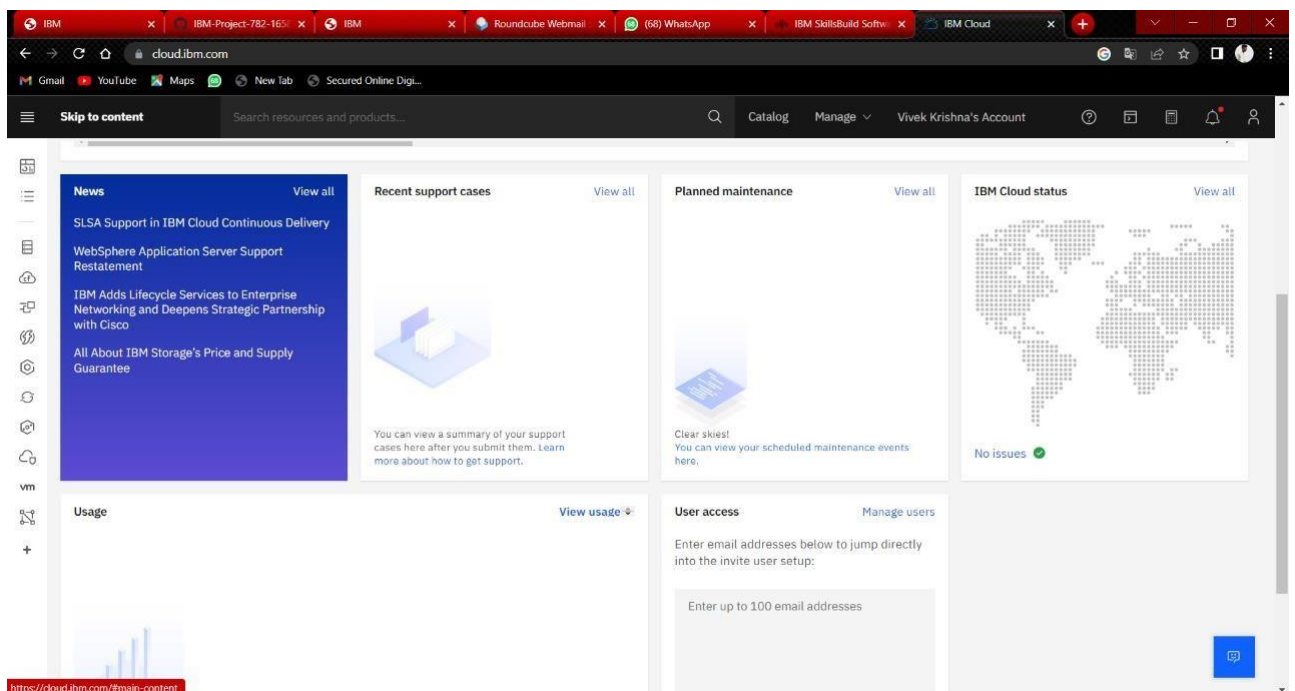 IBM
IBM-Project-782-1658
IBM
Roundcube Webmail
(68) WhatsApp
IBM SkillsBuild Softw
IBM Cloud
cloud.ibm.com
Gmail YouTube Maps New Tab Secured Online Digi...
Skip to content
Search resources and products...
Catalog
Manage
Vivek Krishna's Account
News View all
SLSA Support in IBM Cloud Continuous Delivery
WebSphere Application Server Support
Restatement
IBM Adds Lifecycle Services to Enterprise
Networking and Deepens Strategic Partnership
with Cisco
All About IBM Storage's Price and Supply
Guarantee
Recent support cases View all
You can view a summary of your support
cases here after you submit them. Learn
more about how to get support.
Planned maintenance View all
Clear skies!
You can view your scheduled maintenance events
here.
IBM Cloud status View all
No issues
vm
Usage View usage
User access Manage users
Enter email addresses below to jump directly
into the invite user setup:
Enter up to 100 email addresses
https://cloud.ibm.com/#main-content